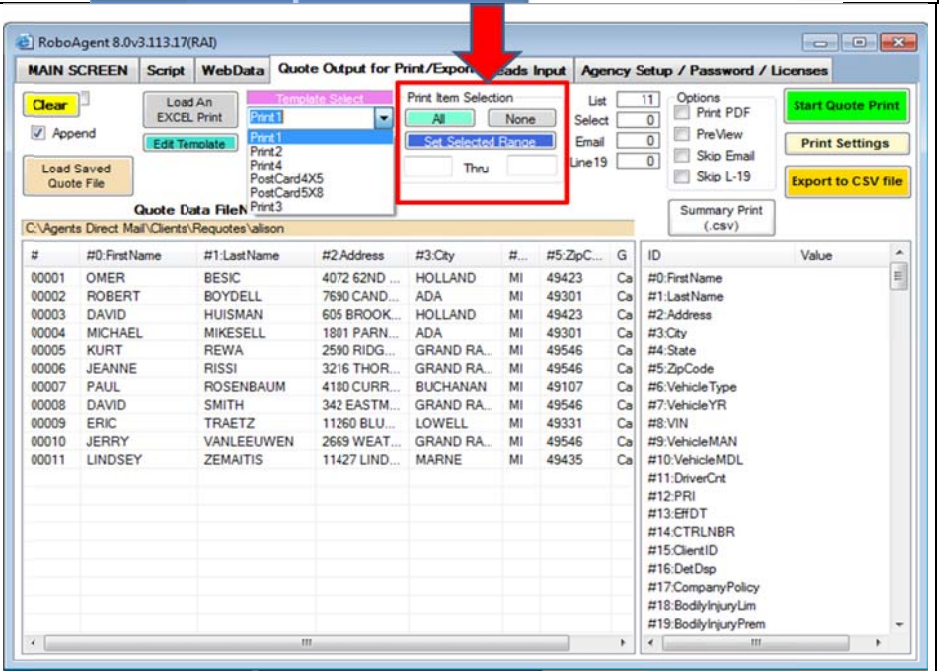 RoboAgent 8.0v3.113.17(RAI)
MAIN SCREEN Script WebData Quote Output for Print/Export Leads Input Agency Setup / Password / Licenses
Clear
Append
Load Saved
Quote File
Load An
EXCEL Print
Edit Template
Template Select
Print1
Print1
Print2
Print4
PostCard4X5
PostCard5X8
Print3
Print Item Selection
All None
Set Selected Range
Thru
List 11
Select 0
Email 0
Line19 0
Options
Print PDF
PreView
Skip Email
Skip L-19
Summary Print
(.csv)
Start Quote Print
Print Settings
Export to CSV file
Quote Data FileN
C:\Agents Direct Mail\Clients\Requotes\alison
# #0:FirstName #1:LastName #2Address #3:City #... #5:ZipC... G
00001 OMER BESIC 4072 62ND ... HOLLAND MI 49423 Ca
00002 ROBERT BOYDELL 7690 CAND... ADA MI 49301 Ca
00003 DAVID HUISMAN 605 BROOK... HOLLAND MI 49423 Ca
00004 MICHAEL MIKESELL 1801 PARN... ADA MI 49301 Ca
00005 KURT REWA 2590 RIDG... GRAND RA... MI 49546 Ca
00006 JEANNE RISSI 3216 THOR... GRAND RA... MI 49546 Ca
00007 PAUL ROSENBAUM 4180 CURR... BUCHANAN MI 49107 Ca
00008 DAVID SMITH 342 EASTM... GRAND RA... MI 49546 Ca
00009 ERIC TRAETZ 11260 BLU... LOWELL MI 49331 Ca
00010 JERRY VANLEEUWEN 2669 WEAT... GRAND RA... MI 49546 Ca
00011 LINDSEY ZEMAITIS 11427 LIND... MARNE MI 49435 Ca
ID Value
#0:FirstName
#1:LastName
#2:Address
#3:City
#4:State
#5:ZipCode
#6:VehicleType
#7:VehicleYR
#8:VIN
#9:VehicleMAN
#10:VehicleMDL
#11:DriverCnt
#12:PRI
#13:EffDT
#14:CTRLNBR
#15:ClientID
#16:DetDsp
#17:CompanyPolicy
#18:BodilyInjuryLim
#19:BodilyInjuryPrem